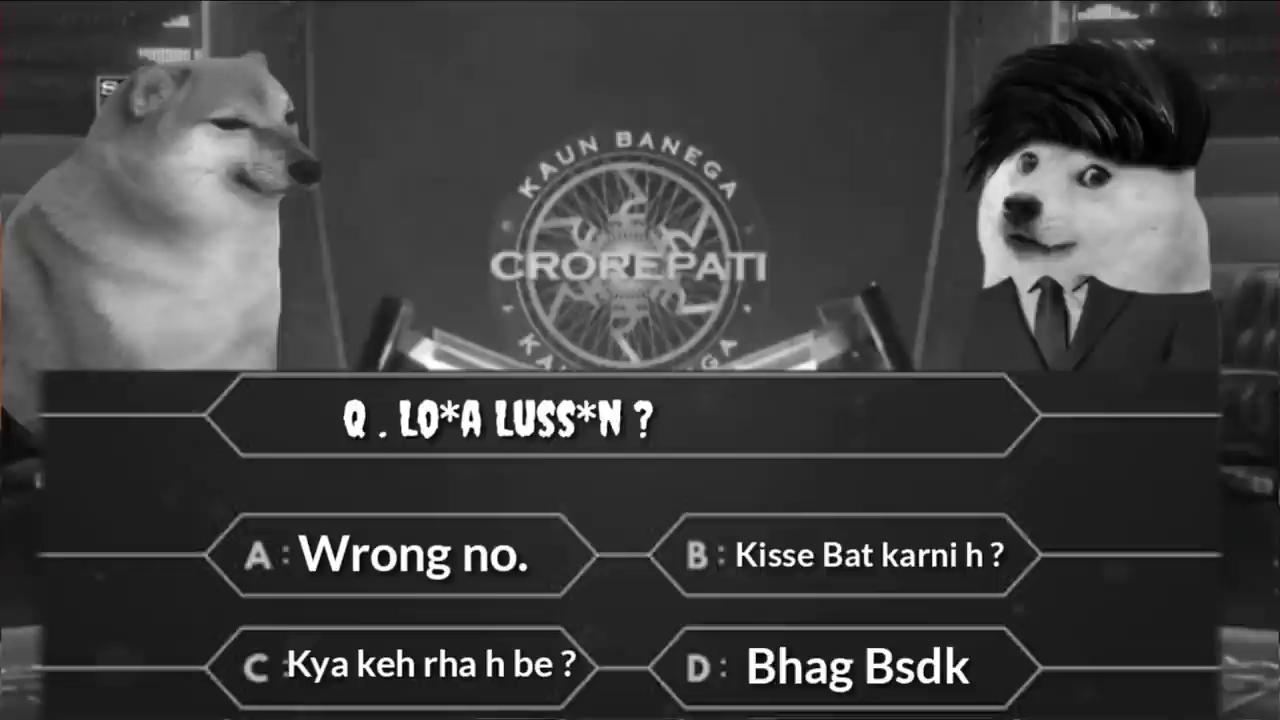 S
KAUN BANEGA
CROREPATI
Q . LO*A LUSS*N ?
A : Wrong no.
B : Kisse Bat karni h ?
C : Kya keh rha h be ?
D : Bhag Bsdk